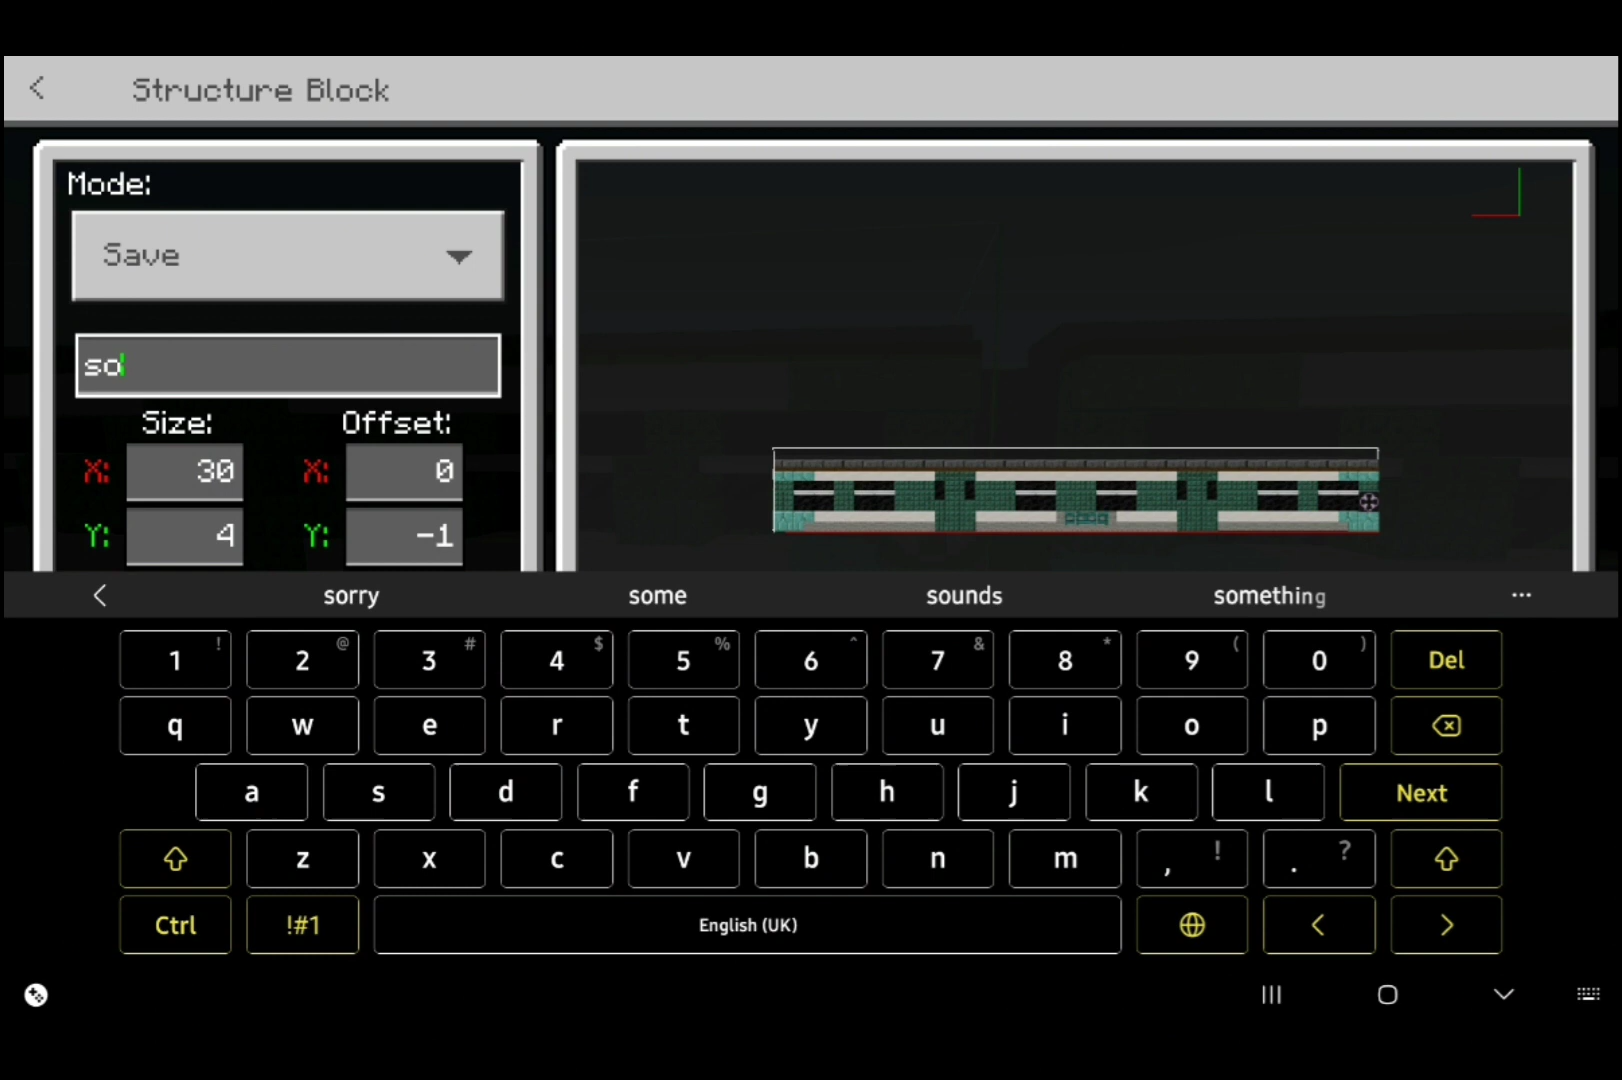 Structure Block
Mode:
Save
so
Size: Offset:
X: 30 X: 0
Y: 4 Y: -1
sorry some sounds something ...
1 ! 2 @ 3 # 4 $ 5 % 6 ^ 7 & 8 * 9 ( 0 ) Del
q w e r t y u i o p
a s d f g h j k l Next
z x c v b n m , ! . ?
Ctrl !#1 English (UK) < >